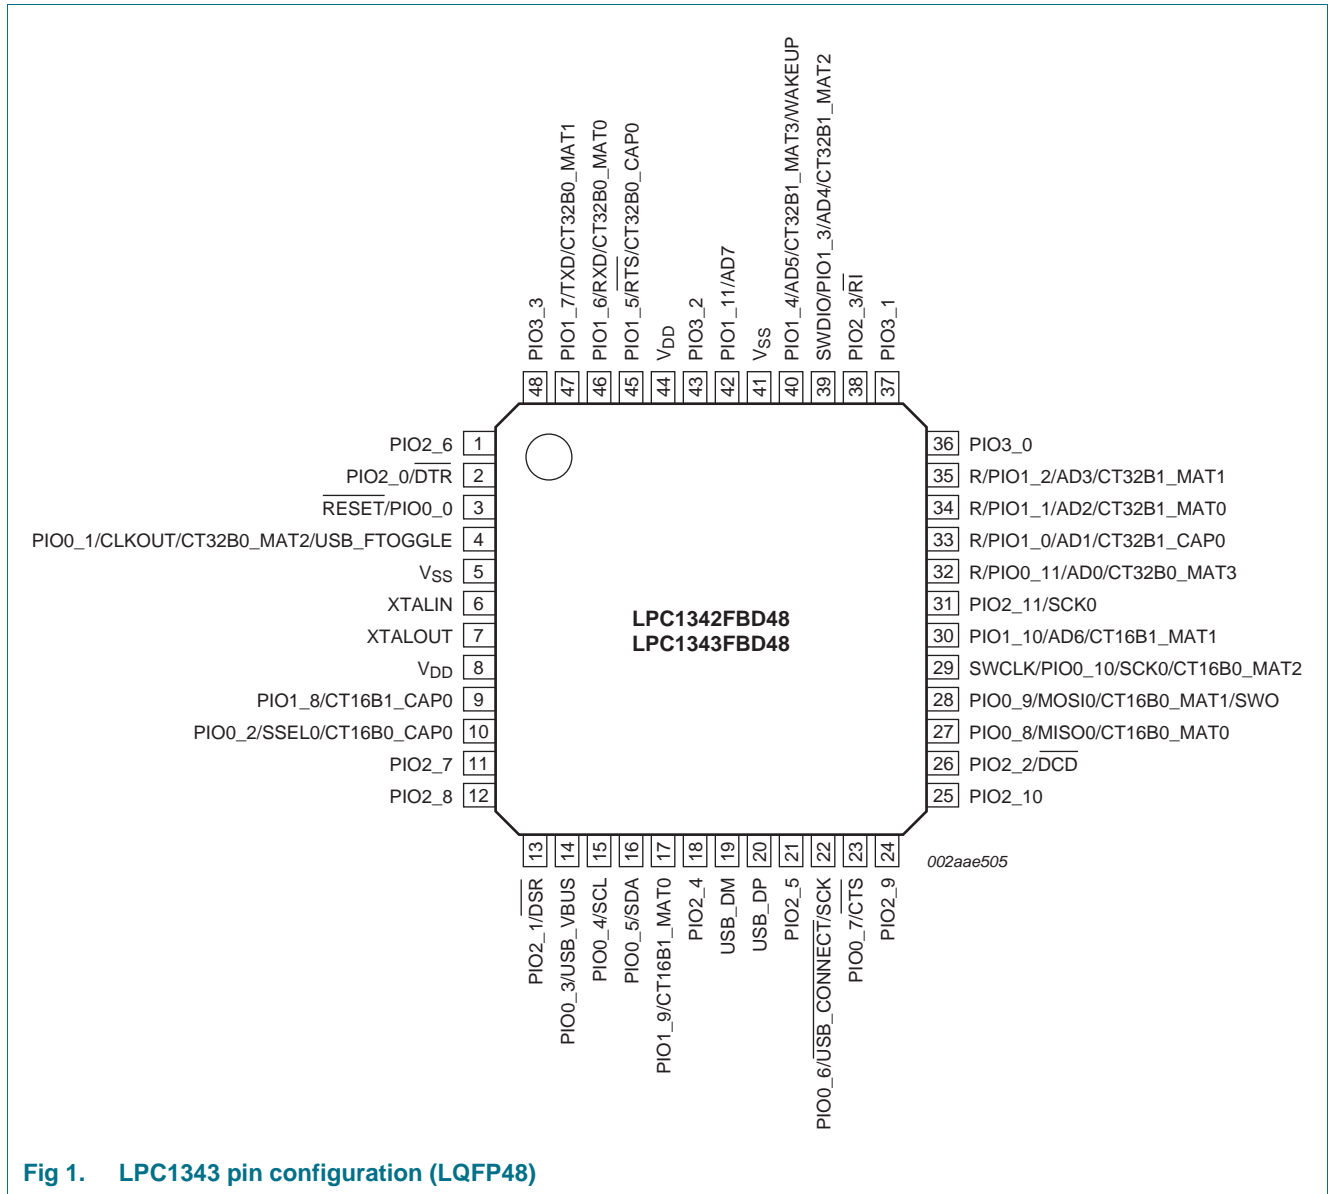 PIO3_3
PIO1_7/TXD/CT32B0_MAT1
PIO1_6/RXD/CT32B0_MAT0
PIO1_5/RTS/CT32B0_CAP0
VDD
PIO3_2
PIO1_11/AD7
VSS
PIO1_4/AD5/CT32B1_MAT3/WAKEUP
SWDIO/PIO1_3/AD4/CT32B1_MAT2
PIO2_3/RI
PIO3_1
48
47
46
45
44
43
42
41
40
39
38
37
PIO2_6 1
PIO2_0/DTR 2
RESET/PIO0_0 3
PIO0_1/CLKOUT/CT32B0_MAT2/USB_FTOGGLE 4
VSS 5
XTALIN 6
XTALOUT 7
VDD 8
PIO1_8/CT16B1_CAP0 9
PIO0_2/SSEL0/CT16B0_CAP0 10
PIO2_7 11
PIO2_8 12
LPC1342FBD48
LPC1343FBD48
36 PIO3_0
35 R/PIO1_2/AD3/CT32B1_MAT1
34 R/PIO1_1/AD2/CT32B1_MAT0
33 R/PIO1_0/AD1/CT32B1_CAP0
32 R/PIO0_11/AD0/CT32B0_MAT3
31 PIO2_11/SCK0
30 PIO1_10/AD6/CT16B1_MAT1
29 SWCLK/PIO0_10/SCK0/CT16B0_MAT2
28 PIO0_9/MOSI0/CT16B0_MAT1/SWO
27 PIO0_8/MISO0/CT16B0_MAT0
26 PIO2_2/DCD
25 PIO2_10
13
14
15
16
17
18
19
20
21
22
23
24
PIO2_1/DSR
PIO0_3/USB_VBUS
PIO0_4/SCL
PIO0_5/SDA
PIO1_9/CT16B1_MAT0
PIO2_4
USB_DM
USB_DP
PIO2_5
PIO0_6/USB_CONNECT/SCK
PIO0_7/CTS
PIO2_9
002aae505
Fig 1. LPC1343 pin configuration (LQFP48)